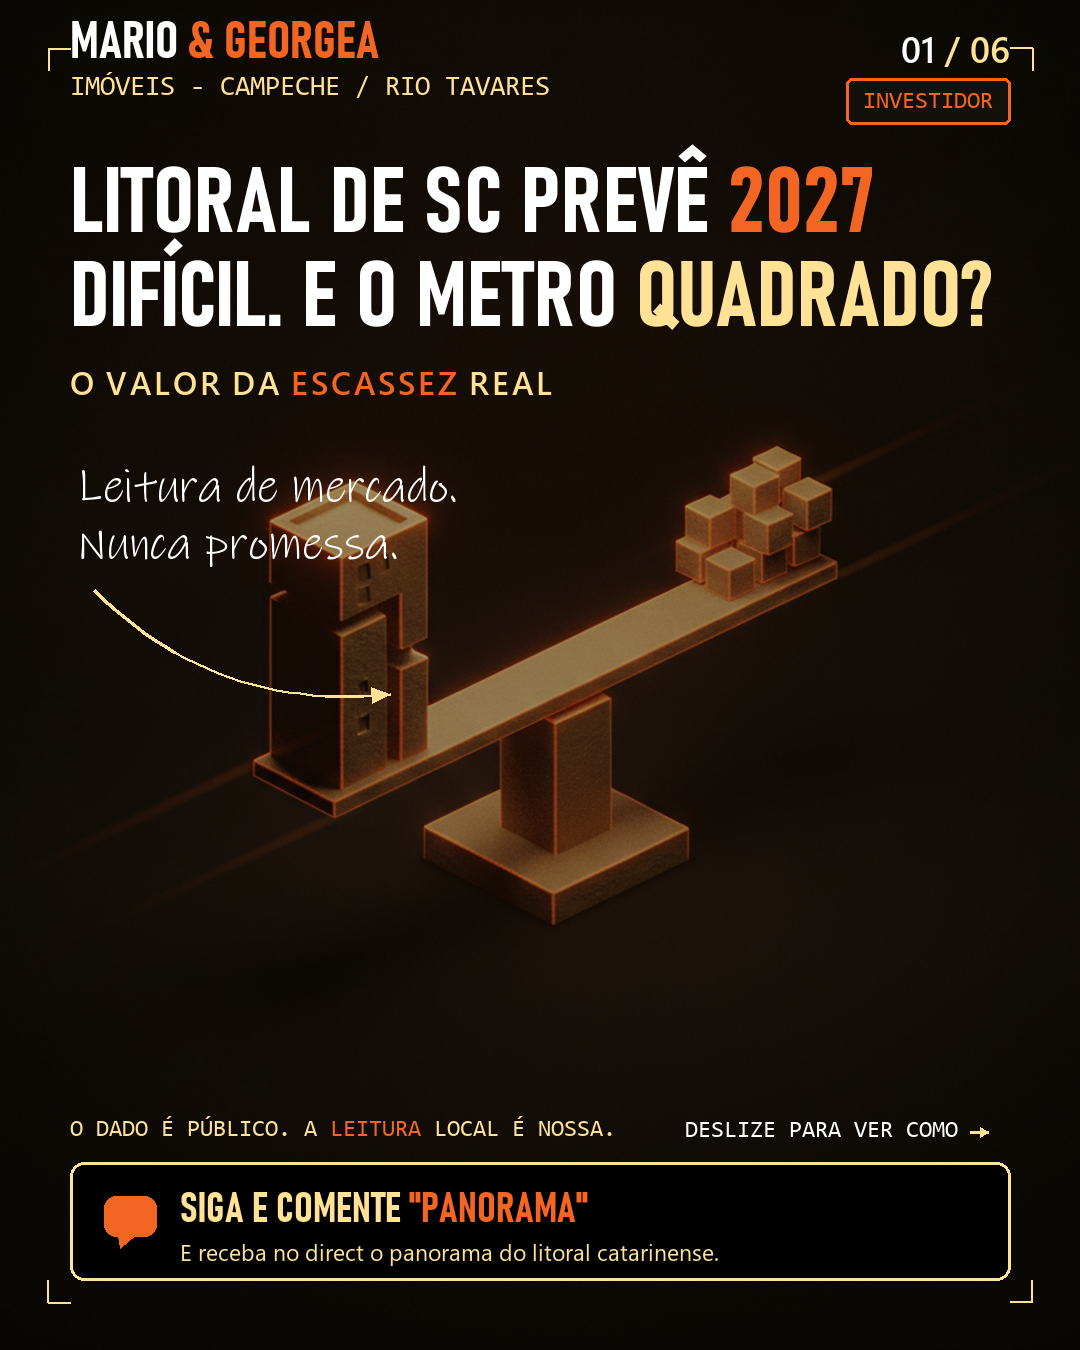 MARIO & GEORGEA
IMÓVEIS - CAMPECHE / RIO TAVARES
01 / 06
INVESTIDOR
LITORAL DE SC PREVÊ 2027
DIFÍCIL. E O METRO QUADRADO?
O VALOR DA ESCASSEZ REAL
Leitura de mercado.
Nunca promessa.
O DADO É PÚBLICO. A LEITURA LOCAL É NOSSA.
DESLIZE PARA VER COMO
SIGA E COMENTE "PANORAMA"
E receba no direct o panorama do litoral catarinense.